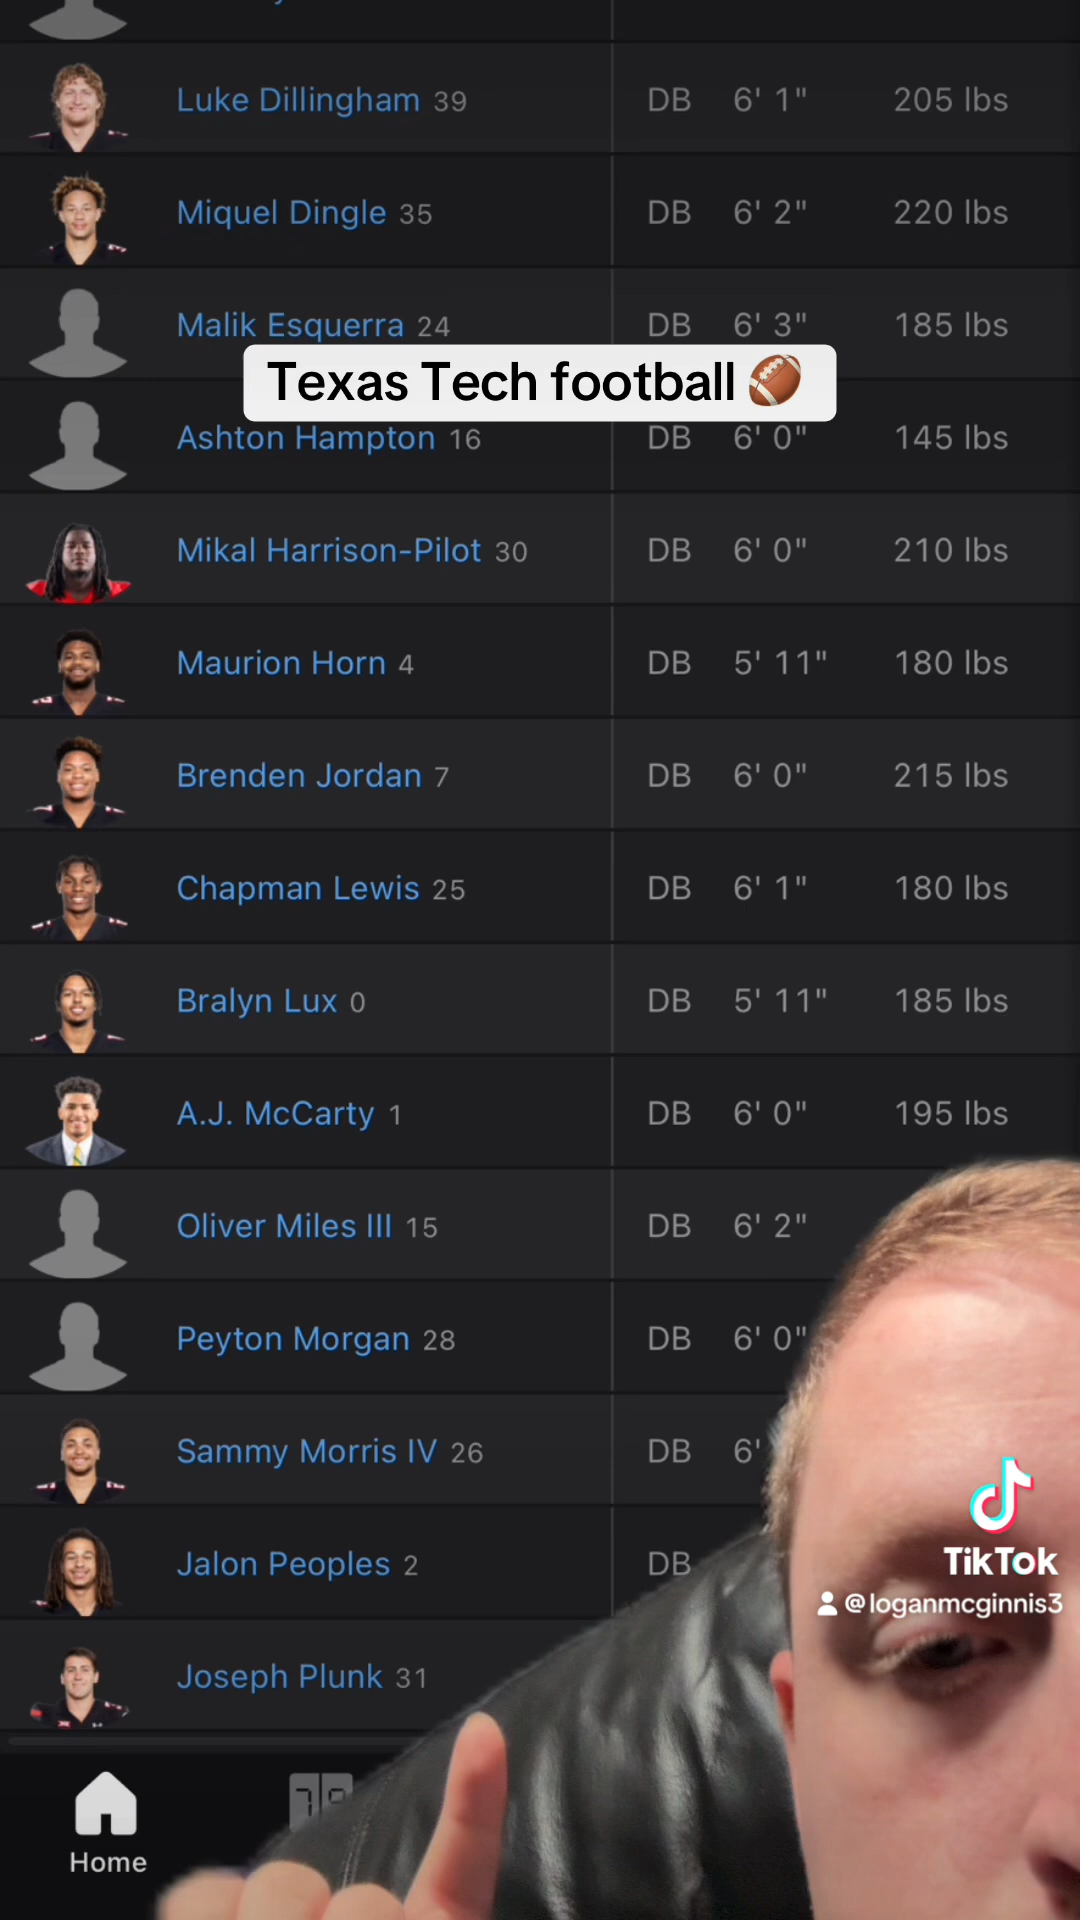 Luke Dillingham 39 DB 6' 1" 205 lbs
Miquel Dingle 35 DB 6' 2" 220 lbs
Malik Esquerra 24 DB 6' 3" 185 lbs
Texas Tech football 🏈
Ashton Hampton 16 DB 6' 0" 145 lbs
Mikal Harrison-Pilot 30 DB 6' 0" 210 lbs
Maurion Horn 4 DB 5' 11" 180 lbs
Brenden Jordan 7 DB 6' 0" 215 lbs
Chapman Lewis 25 DB 6' 1" 180 lbs
Bralyn Lux 0 DB 5' 11" 185 lbs
A.J. McCarty 1 DB 6' 0" 195 lbs
Oliver Miles III 15 DB 6' 2"
Peyton Morgan 28 DB 6' 0"
Sammy Morris IV 26 DB 6'
Jalon Peoples 2 DB
TikTok
@loganmcginnis3
Joseph Plunk 31
Home